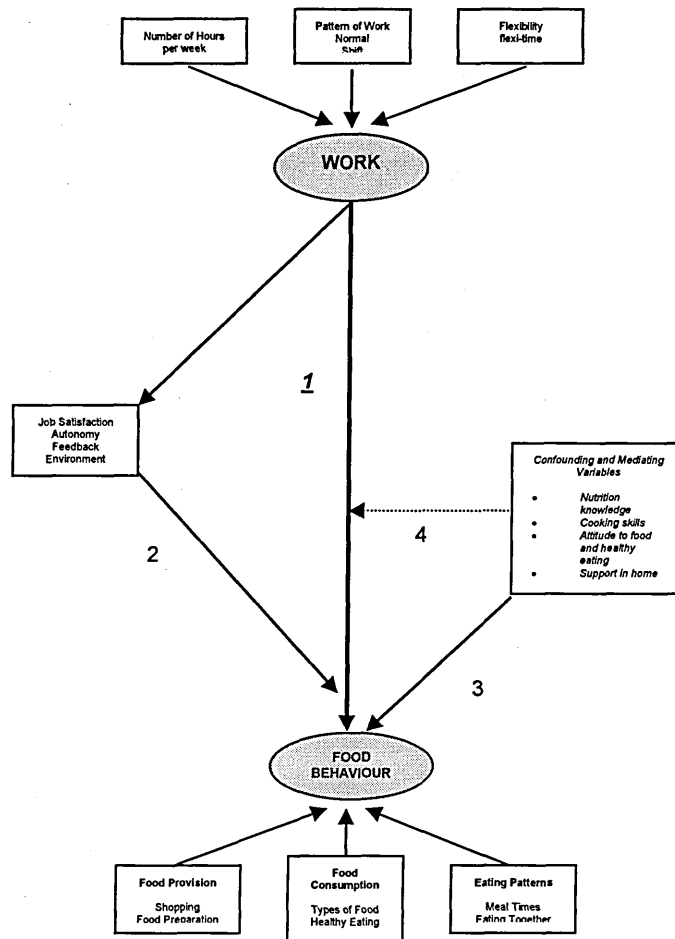 Number of Hours
per week
Pattern of Work
Normal
Shift
Flexibility
flexi-time
WORK
1
Job Satisfaction
Autonomy
Feedback
Environment
Confounding and Mediating
Variables
• Nutrition
knowledge
• Cooking skills
• Attitude to food
and healthy
eating
• Support in home
4
2
3
FOOD
BEHAVIOUR
Food Provision
Shopping
Food Preparation
Food
Consumption
Types of Food
Healthy Eating
Eating Patterns
Meal Times
Eating Together